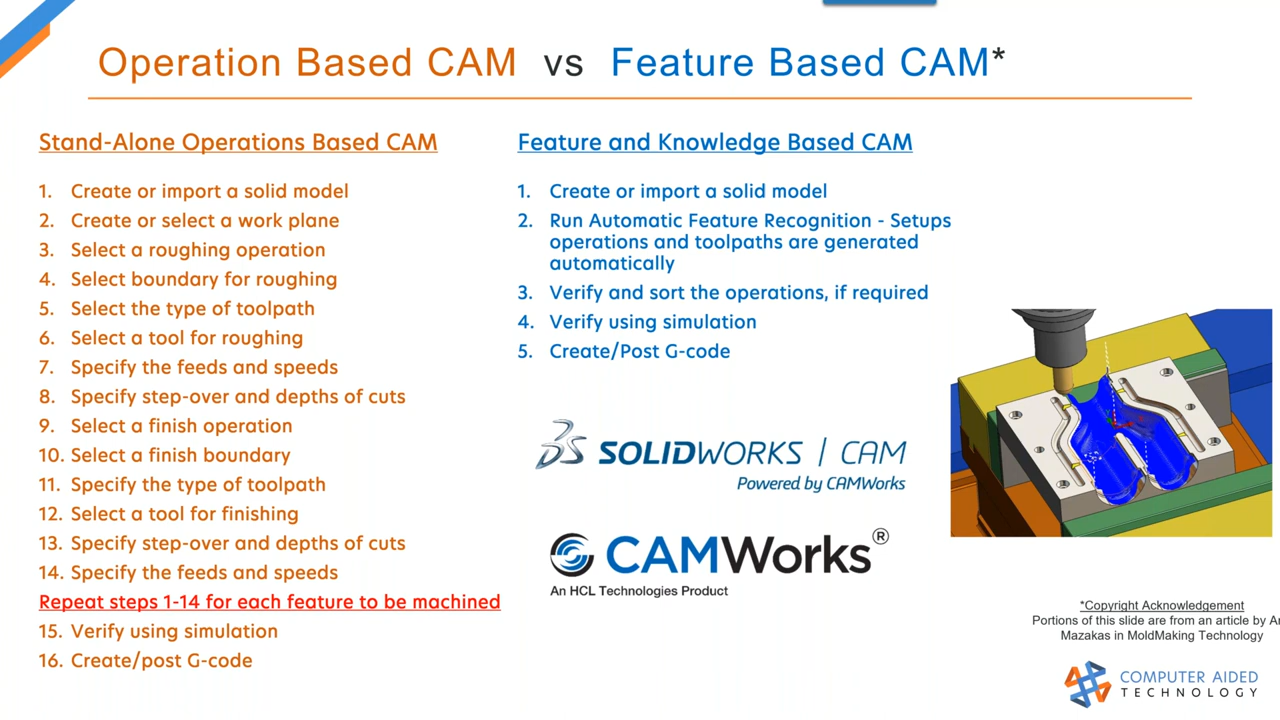 Operation Based CAM vs Feature Based CAM*
Stand-Alone Operations Based CAM
1. Create or import a solid model
2. Create or select a work plane
3. Select a roughing operation
4. Select boundary for roughing
5. Select the type of toolpath
6. Select a tool for roughing
7. Specify the feeds and speeds
8. Specify step-over and depths of cuts
9. Select a finish operation
10. Select a finish boundary
11. Specify the type of toolpath
12. Select a tool for finishing
13. Specify step-over and depths of cuts
14. Specify the feeds and speeds
Repeat steps 1-14 for each feature to be machined
15. Verify using simulation
16. Create/post G-code
Feature and Knowledge Based CAM
1. Create or import a solid model
2. Run Automatic Feature Recognition - Setups
operations and toolpaths are generated
automatically
3. Verify and sort the operations, if required
4. Verify using simulation
5. Create/Post G-code
SOLIDWORKS | CAM
Powered by CAMWorks
CAMWorks®
An HCL Technologies Product
*Copyright Acknowledgement
Portions of this slide are from an article by
Mazakas in MoldMaking Technology
COMPUTER AIDED
TECHNOLOGY